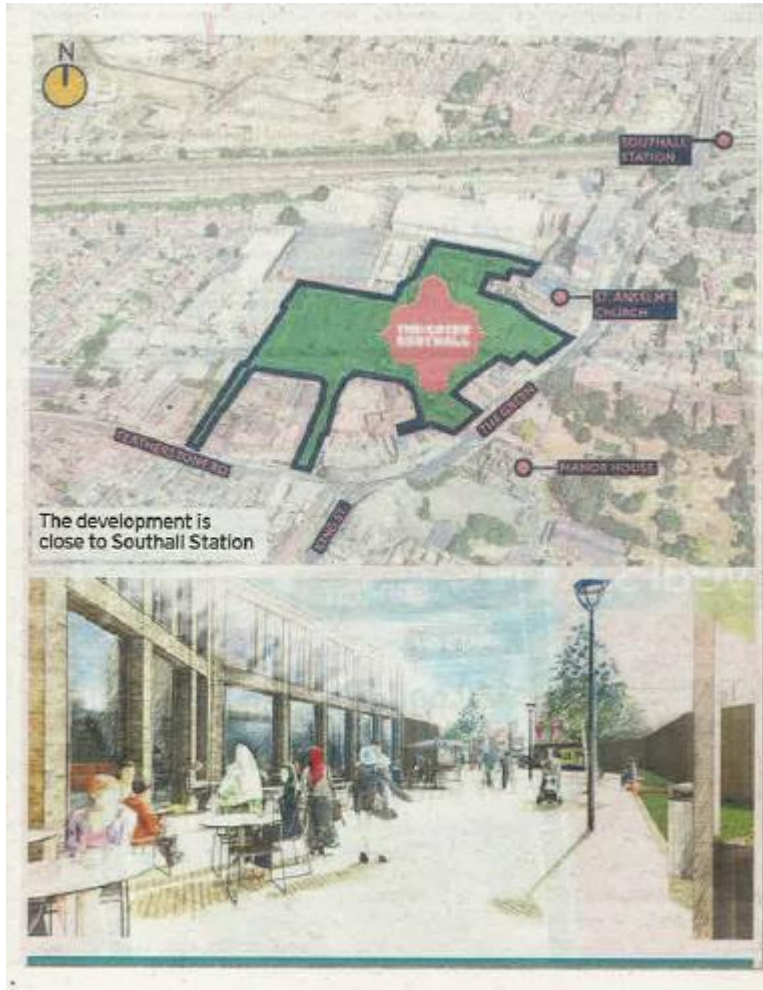 N
SOUTHALL
STATION
ST. ANSELM'S
CHURCH
THE GREEN
SOUTHALL
THE GREEN
FEATHERSTONE RD
MANOR HOUSE
KING ST
The development is
close to Southall Station